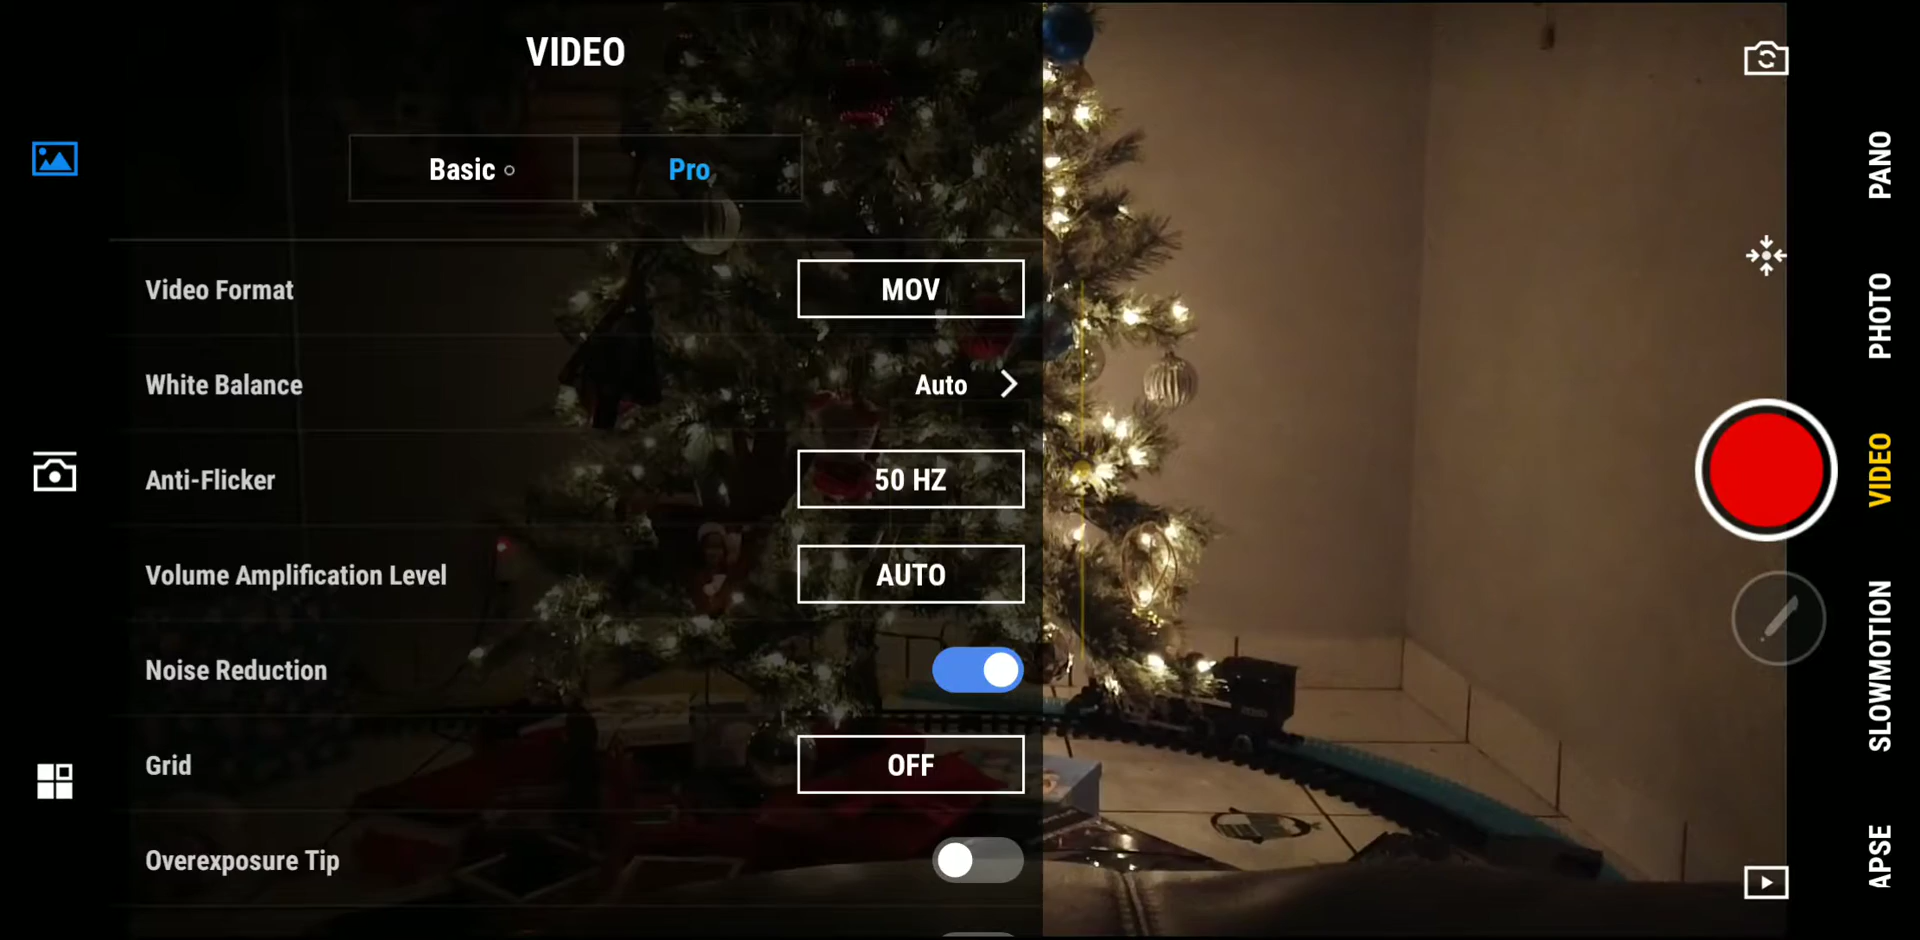 VIDEO
Basic
Pro
Video Format
MOV
White Balance
Auto
Anti-Flicker
50 HZ
Volume Amplification Level
AUTO
Noise Reduction
Grid
OFF
Overexposure Tip
PANO
PHOTO
VIDEO
SLOWMOTION
APSE